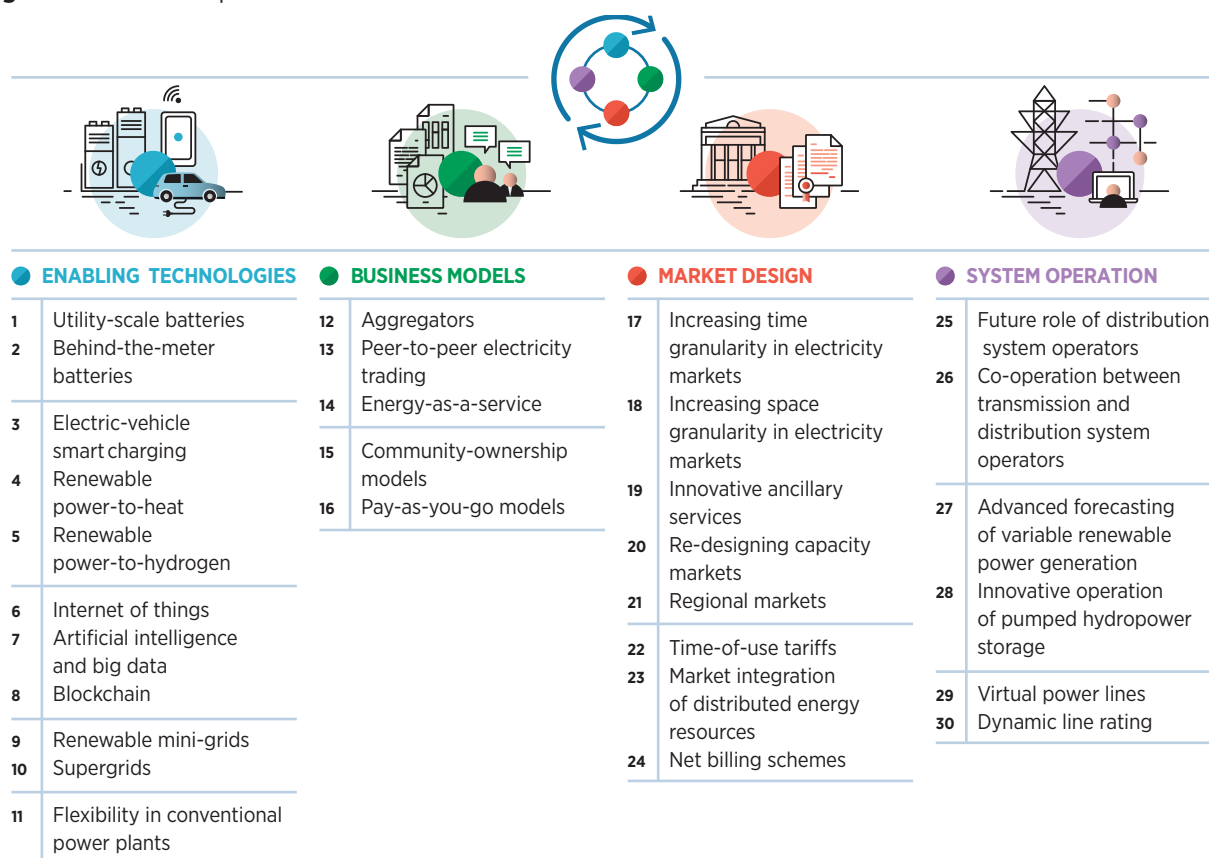 ENABLING TECHNOLOGIES
1 Utility-scale batteries
2 Behind-the-meter
batteries
3 Electric-vehicle
smart charging
4 Renewable
power-to-heat
5 Renewable
power-to-hydrogen
6 Internet of things
7 Artificial intelligence
and big data
8 Blockchain
9 Renewable mini-grids
10 Supergrids
11 Flexibility in conventional
power plants
BUSINESS MODELS
12 Aggregators
13 Peer-to-peer electricity
trading
14 Energy-as-a-service
15 Community-ownership
models
16 Pay-as-you-go models
MARKET DESIGN
17 Increasing time
granularity in electricity
markets
18 Increasing space
granularity in electricity
markets
19 Innovative ancillary
services
20 Re-designing capacity
markets
21 Regional markets
22 Time-of-use tariffs
23 Market integration
of distributed energy
resources
24 Net billing schemes
SYSTEM OPERATION
25 Future role of distribution
system operators
26 Co-operation between
transmission and
distribution system
operators
27 Advanced forecasting
of variable renewable
power generation
28 Innovative operation
of pumped hydropower
storage
29 Virtual power lines
30 Dynamic line rating